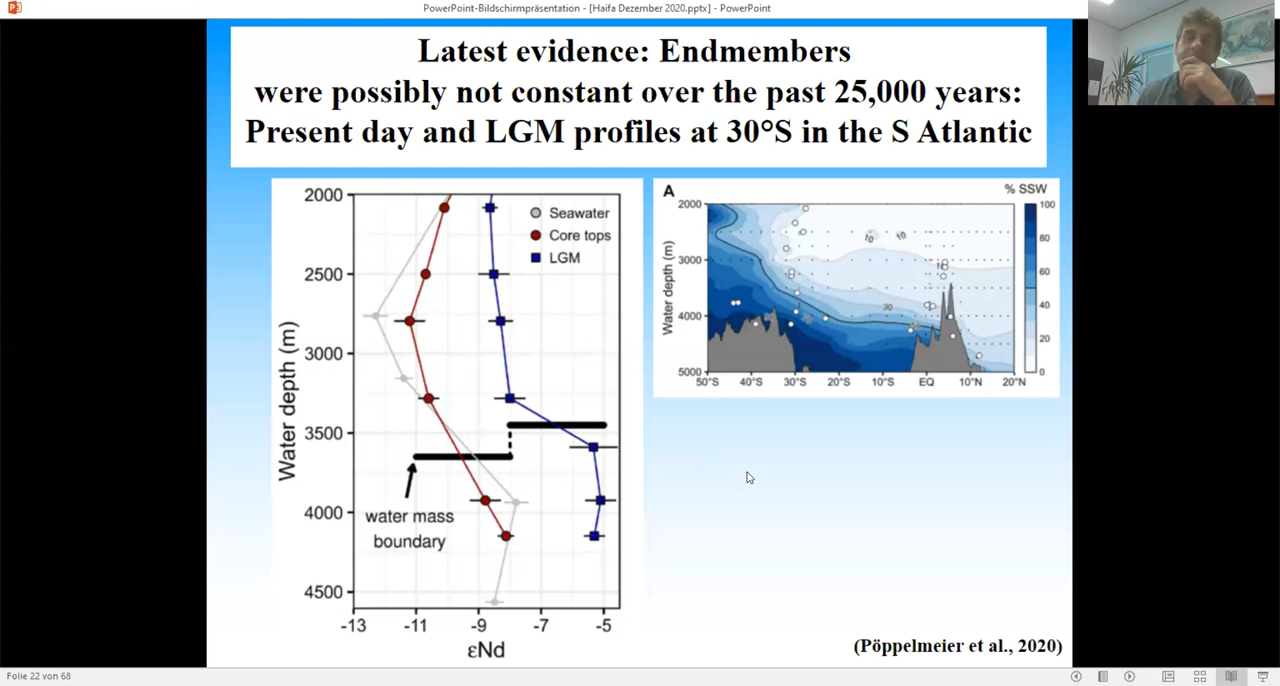 PowerPoint-Bildschirmpräsentation - [Haifa Dezember 2020.pptx] - PowerPoint
Latest evidence: Endmembers
were possibly not constant over the past 25,000 years:
Present day and LGM profiles at 30°S in the S Atlantic
2000
2500
3000
3500
4000
4500
Water depth (m)
Seawater
Core tops
LGM
water mass
boundary
-13
-11
-9
-7
-5
εNd
A
% SSW
2000
3000
4000
5000
Water depth (m)
10
10
30
100
80
60
40
20
0
50°S
40°S
30°S
20°S
10°S
EQ
10°N
20°N
(Pöppelmeier et al., 2020)
Folie 22 von 68